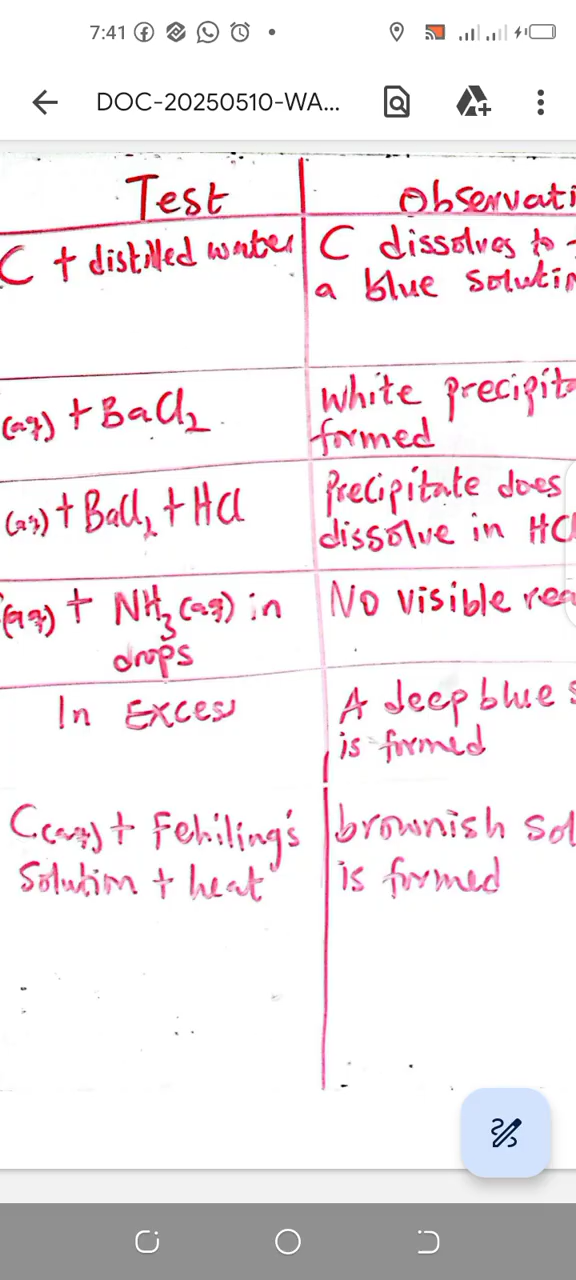 7:41
DOC-20250510-WA...
Test Observati
C + distilled water C dissolves to
a blue solutin
(aq) + BaCl2 White precipita
formed
(aq) + BaCl2 + HCl Precipitate does
dissolve in HCl
(aq) + NH3 (aq) in No visible rea
drops
In Excess A deep blue s
is formed
C(aq) + Fehiling's brownish sol
Solution + heat is formed